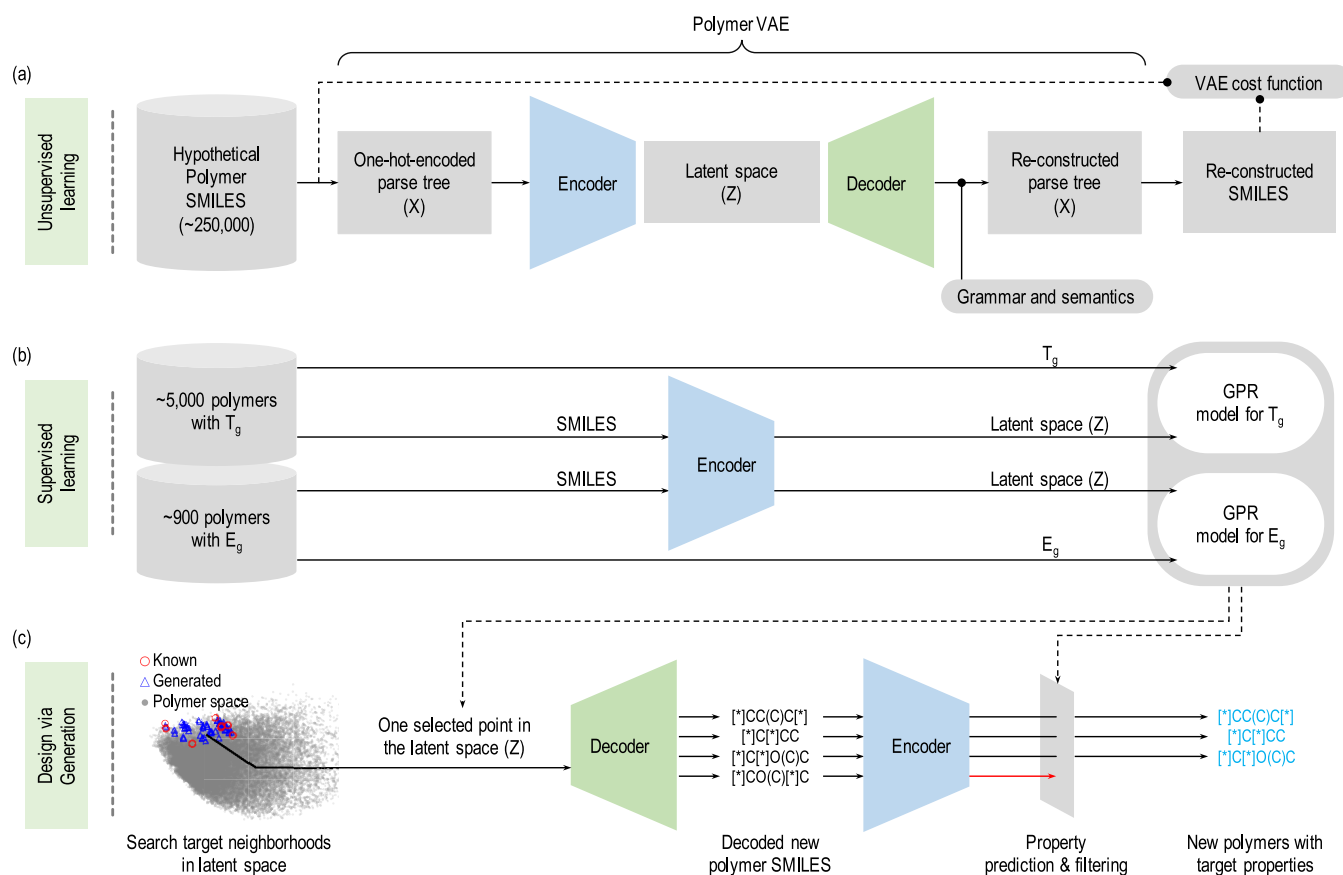 Polymer VAE
(a)
VAE cost function
Unsupervised
learning
Hypothetical
Polymer
SMILES
(~250,000)
One-hot-encoded
parse tree
(X)
Encoder
Latent space
(Z)
Decoder
Re-constructed
parse tree
(X)
Re-constructed
SMILES
Grammar and semantics
(b)
Supervised
learning
~5,000 polymers
with Tg
~900 polymers
with Eg
Tg
SMILES
Latent space (Z)
Encoder
SMILES
Latent space (Z)
Eg
GPR
model for Tg
GPR
model for Eg
(c)
Design via
Generation
Known
Generated
Polymer space
Search target neighborhoods
in latent space
One selected point in
the latent space (Z)
Decoder
[*]CC(C)C[*]
[*]C[*]CC
[*]C[*]O(C)C
[*]CO(C)[*]C
Decoded new
polymer SMILES
Encoder
Property
prediction & filtering
[*]CC(C)C[*]
[*]C[*]CC
[*]C[*]O(C)C
New polymers with
target properties